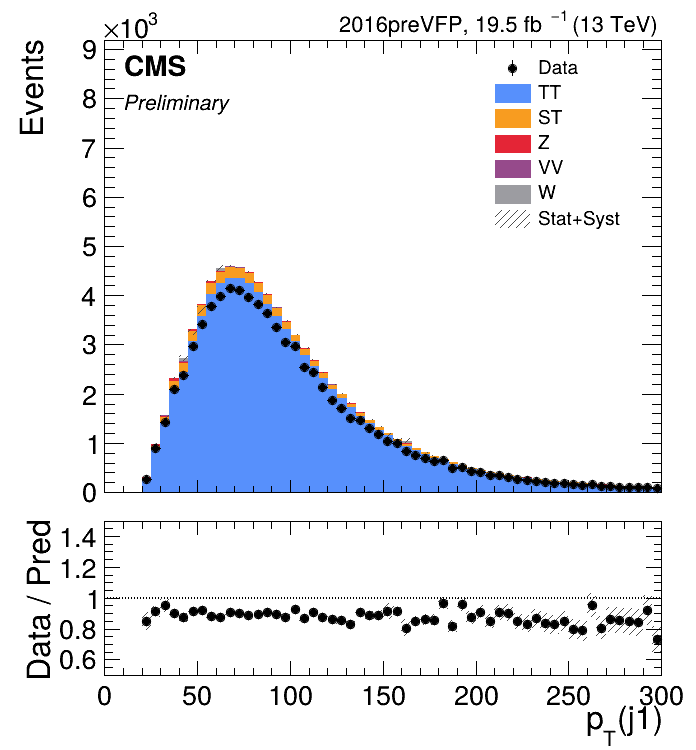 ×10³
2016preVFP, 19.5 fb ⁻¹ (13 TeV)
CMS
Preliminary
Events
9
8
7
6
5
4
3
2
1
0
Data
TT
ST
Z
VV
W
Stat+Syst
Data / Pred
1.4
1.2
1
0.8
0.6
0 50 100 150 200 250 300
p_T(j1)